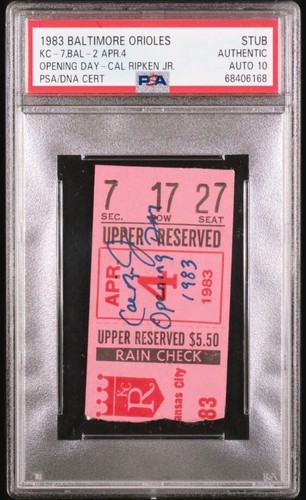 1983 BALTIMORE ORIOLES STUB
KC-7, BAL-2 APR.4 AUTHENTIC
OPENING DAY-CAL RIPKEN JR. AUTO 10
PSA/DNA CERT PSA 68406168
7 17 27
SEC. ROW SEAT
UPPER RESERVED
APR
4
1983
Cal Ripken Jr
Opening Day
1983
UPPER RESERVED $5.50
RAIN CHECK
KC
R
ansas City
83